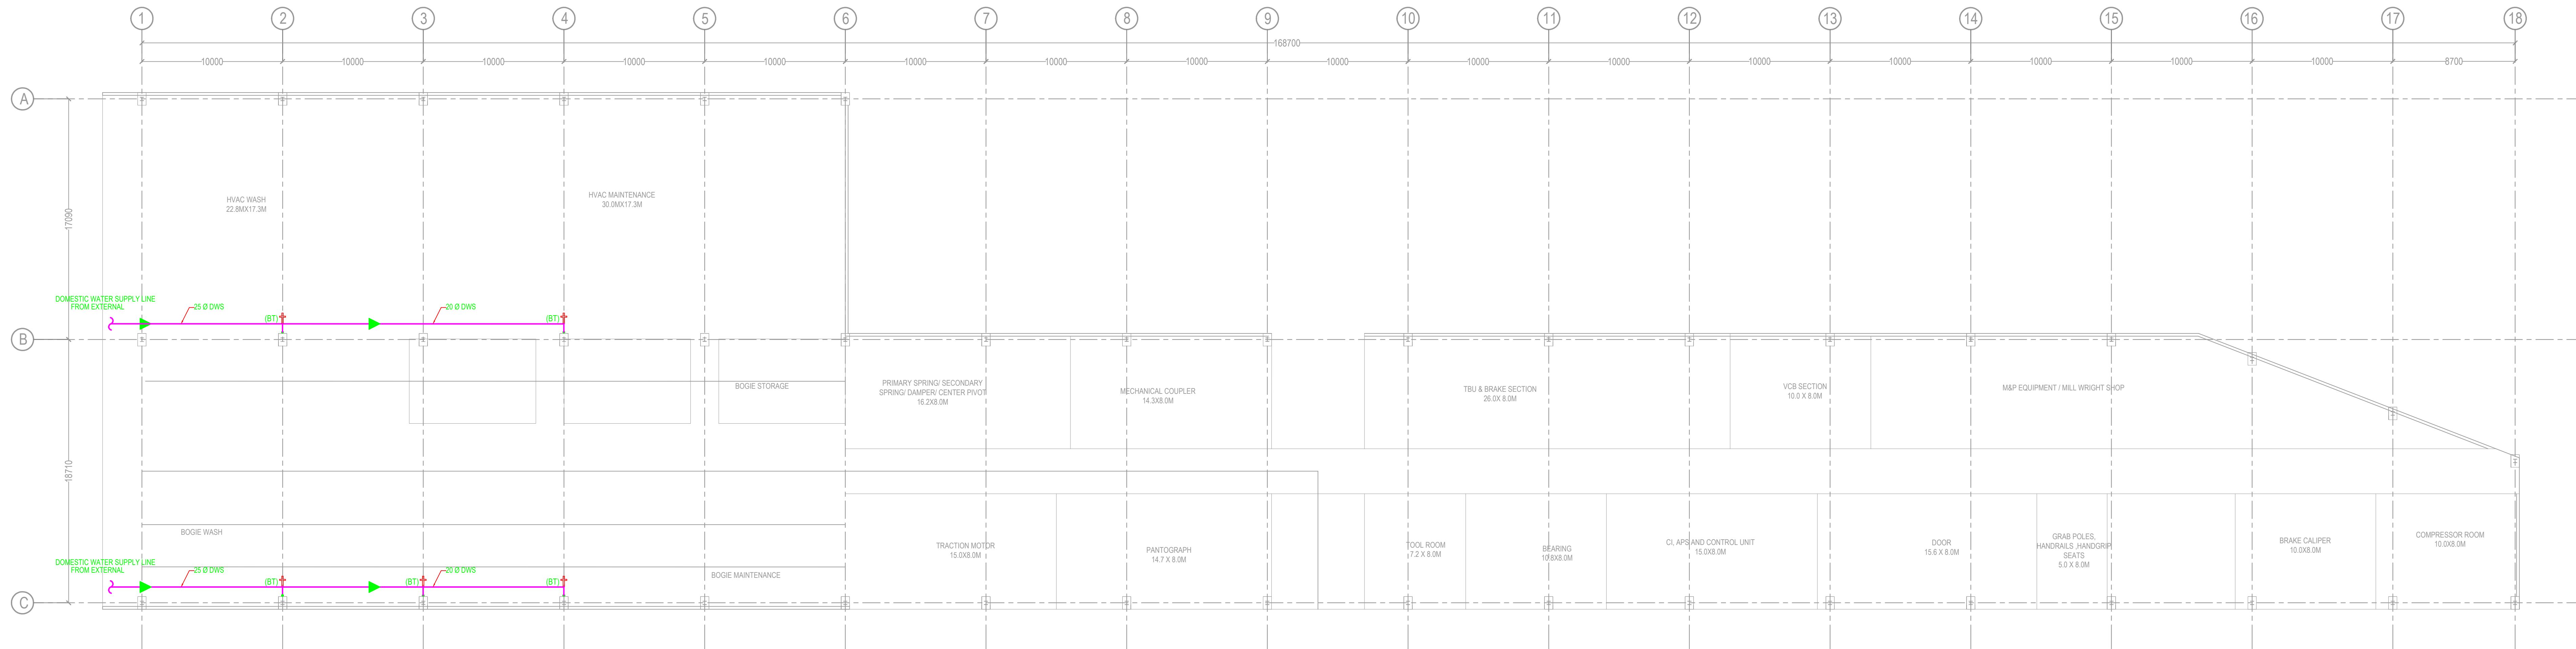 1 2 3 4 5 6 7 8 9 10 11 12 13 14 15 16 17 18
168700
10000 10000 10000 10000 10000 10000 10000 10000 10000 10000 10000 10000 10000 10000 10000 10000 8700
A
17090
HVAC WASH
22.8MX17.3M
HVAC MAINTENANCE
30.0MX17.3M
DOMESTIC WATER SUPPLY LINE
FROM EXTERNAL
25 Ø DWS
(BT)
20 Ø DWS
(BT)
B
18710
BOGIE STORAGE
PRIMARY SPRING/ SECONDARY
SPRING/ DAMPER/ CENTER PIVOT
16.2X8.0M
MECHANICAL COUPLER
14.3X8.0M
TBU & BRAKE SECTION
26.0X 8.0M
VCB SECTION
10.0 X 8.0M
M&P EQUIPMENT / MILL WRIGHT SHOP
BOGIE WASH
TRACTION MOTOR
15.0X8.0M
PANTOGRAPH
14.7 X 8.0M
TOOL ROOM
7.2 X 8.0M
BEARING
10.8X8.0M
CI, APS AND CONTROL UNIT
15.0X8.0M
DOOR
15.6 X 8.0M
GRAB POLES,
HANDRAILS ,HANDGRIP
SEATS
5.0 X 8.0M
BRAKE CALIPER
10.0X8.0M
COMPRESSOR ROOM
10.0X8.0M
DOMESTIC WATER SUPPLY LINE
FROM EXTERNAL
25 Ø DWS
(BT)
(BT)
20 Ø DWS
(BT)
BOGIE MAINTENANCE
C